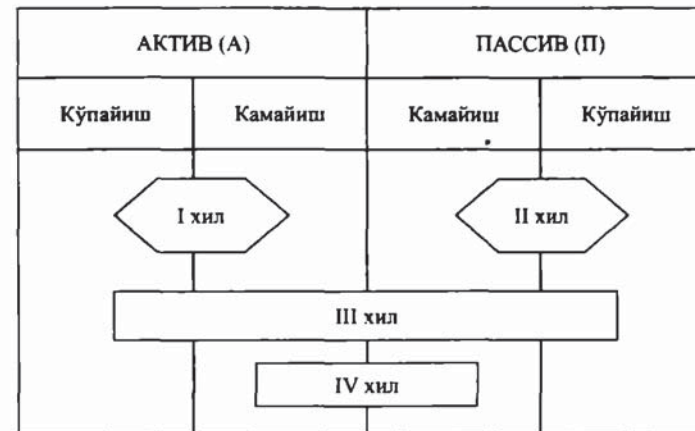 АКТИВ (А) ПАССИВ (П)
Кўпайиш Камайиш Камайиш Кўпайиш
I хил II хил
III хил
IV хил